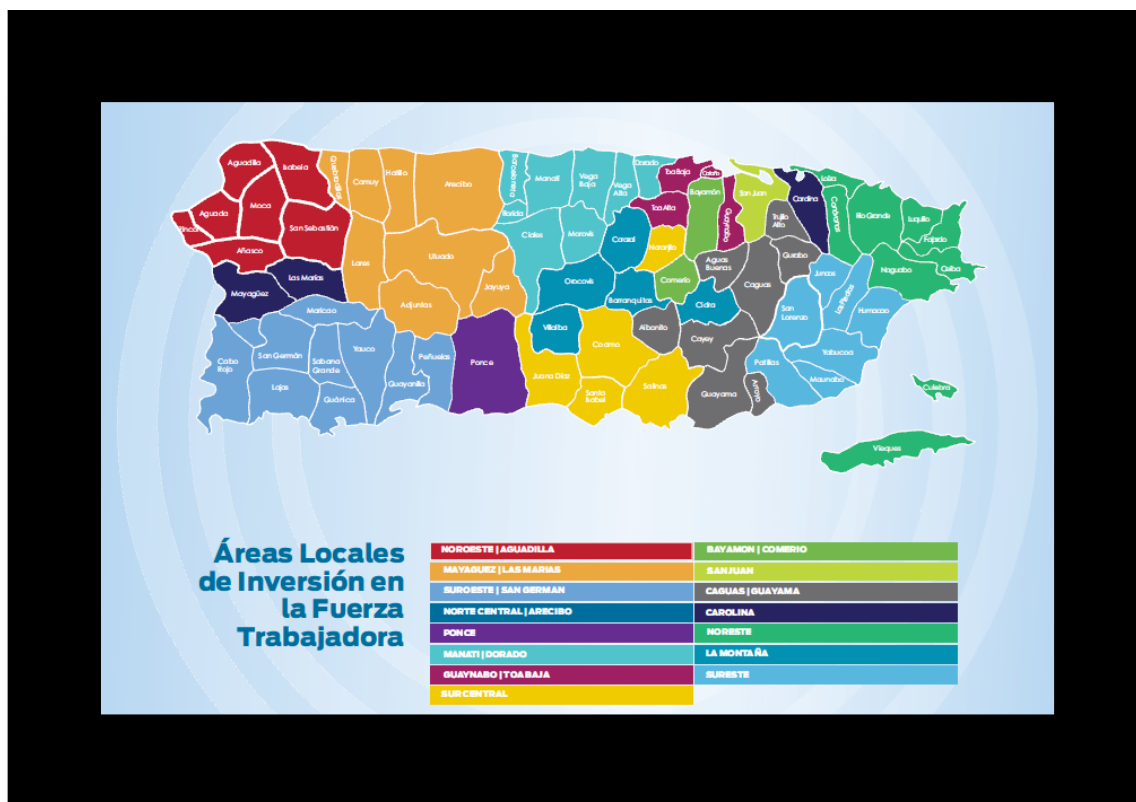 Aguadilla
Isabela
Quebradillas
Camuy
Hatillo
Arecibo
Barceloneta
Manatí
Vega
Baja
Vega
Alta
Dorado
Toa Baja
Cataño
Bayamón
Guaynabo
San Juan
Carolina
Loíza
Canóvanas
Río Grande
Luquillo
Fajardo
Ceiba
Naguabo
Aguada
Moca
Rincón
San Sebastián
Añasco
Las Marías
Mayagüez
Maricao
Lares
Utuado
Adjuntas
Jayuya
Florida
Ciales
Morovis
Corozal
Toa Alta
Naranjito
Trujillo
Alto
Aguas
Buenas
Gurabo
Caguas
Juncos
Las Piedras
Humacao
San
Lorenzo
Orocovis
Barranquitas
Comerío
Cidra
Villalba
Coamo
Aibonito
Cayey
Patillas
Yabucoa
Maunabo
Cabo
Rojo
San Germán
Sabana
Grande
Yauco
Lajas
Guánica
Guayanilla
Peñuelas
Ponce
Juana Díaz
Santa
Isabel
Salinas
Guayama
Arroyo
Culebra
Vieques
Áreas Locales
de Inversión en
la Fuerza
Trabajadora
NOROESTE | AGUADILLA
MAYAGUEZ | LAS MARIAS
SUROESTE | SAN GERMAN
NORTE CENTRAL | ARECIBO
PONCE
MANATI | DORADO
GUAYNABO | TOA BAJA
SUR CENTRAL
BAYAMON | COMERIO
SAN JUAN
CAGUAS | GUAYAMA
CAROLINA
NORESTE
LA MONTAÑA
SURESTE